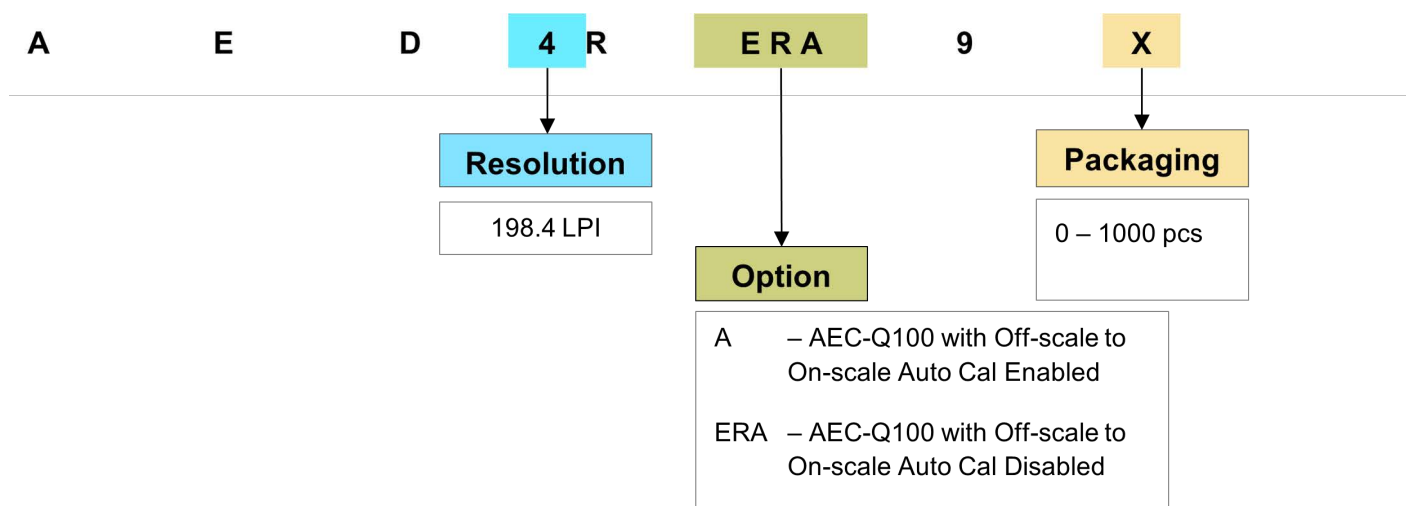 A E D 4 R E R A 9 X
Resolution
198.4 LPI
Option
A – AEC-Q100 with Off-scale to
On-scale Auto Cal Enabled
ERA – AEC-Q100 with Off-scale to
On-scale Auto Cal Disabled
Packaging
0 – 1000 pcs